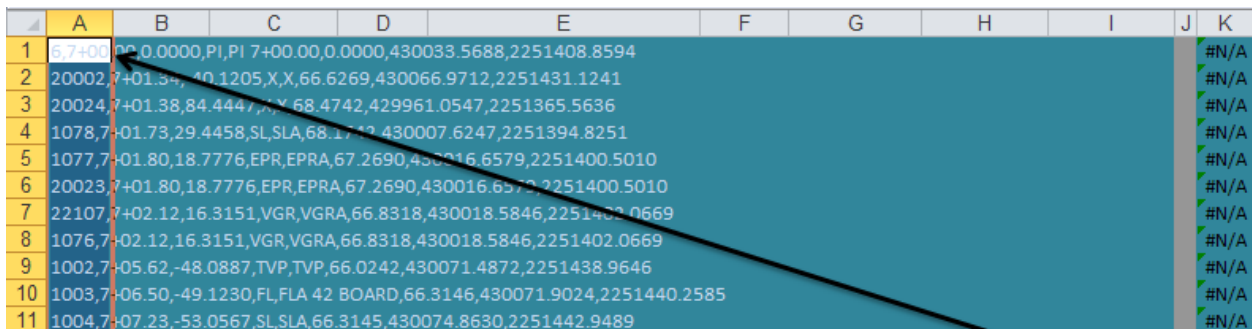 A B C D E F G H I J K
1 6,7+00.00,0.0000,PI,PI 7+00.00,0.0000,430033.5688,2251408.8594 #N/A
2 20002,7+01.34,-40.1205,X,X,66.6269,430066.9712,2251431.1241 #N/A
3 20024,7+01.38,84.4447,X,X,68.4742,429961.0547,2251365.5636 #N/A
4 1078,7+01.73,29.4458,SL,SLA,68.1742,430007.6247,2251394.8251 #N/A
5 1077,7+01.80,18.7776,EPR,EPRA,67.2690,430016.6579,2251400.5010 #N/A
6 20023,7+01.80,18.7776,EPR,EPRA,67.2690,430016.6579,2251400.5010 #N/A
7 22107,7+02.12,16.3151,VGR,VGRA,66.8318,430018.5846,2251402.0669 #N/A
8 1076,7+02.12,16.3151,VGR,VGRA,66.8318,430018.5846,2251402.0669 #N/A
9 1002,7+05.62,-48.0887,TVP,TVP,66.0242,430071.4872,2251438.9646 #N/A
10 1003,7+06.50,-49.1230,FL,FLA 42 BOARD,66.3146,430071.9024,2251440.2585 #N/A
11 1004,7+07.23,-53.0567,SL,SLA,66.3145,430074.8630,2251442.9489 #N/A